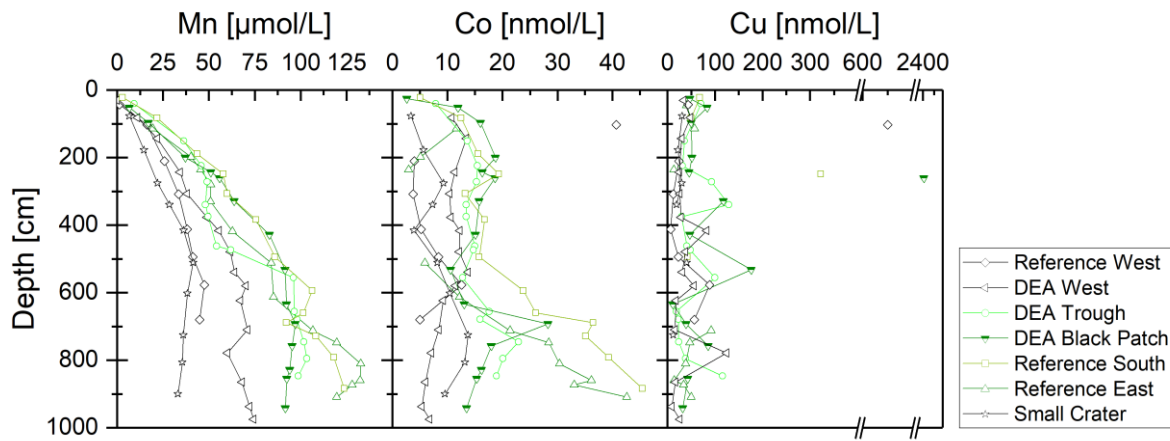 Mn [µmol/L] Co [nmol/L] Cu [nmol/L]
0 25 50 75 100 125 0 10 20 30 40 0 100 200 300 600 2400
0
200
400
600
800
1000
Depth [cm]
Reference West
DEA West
DEA Trough
DEA Black Patch
Reference South
Reference East
Small Crater